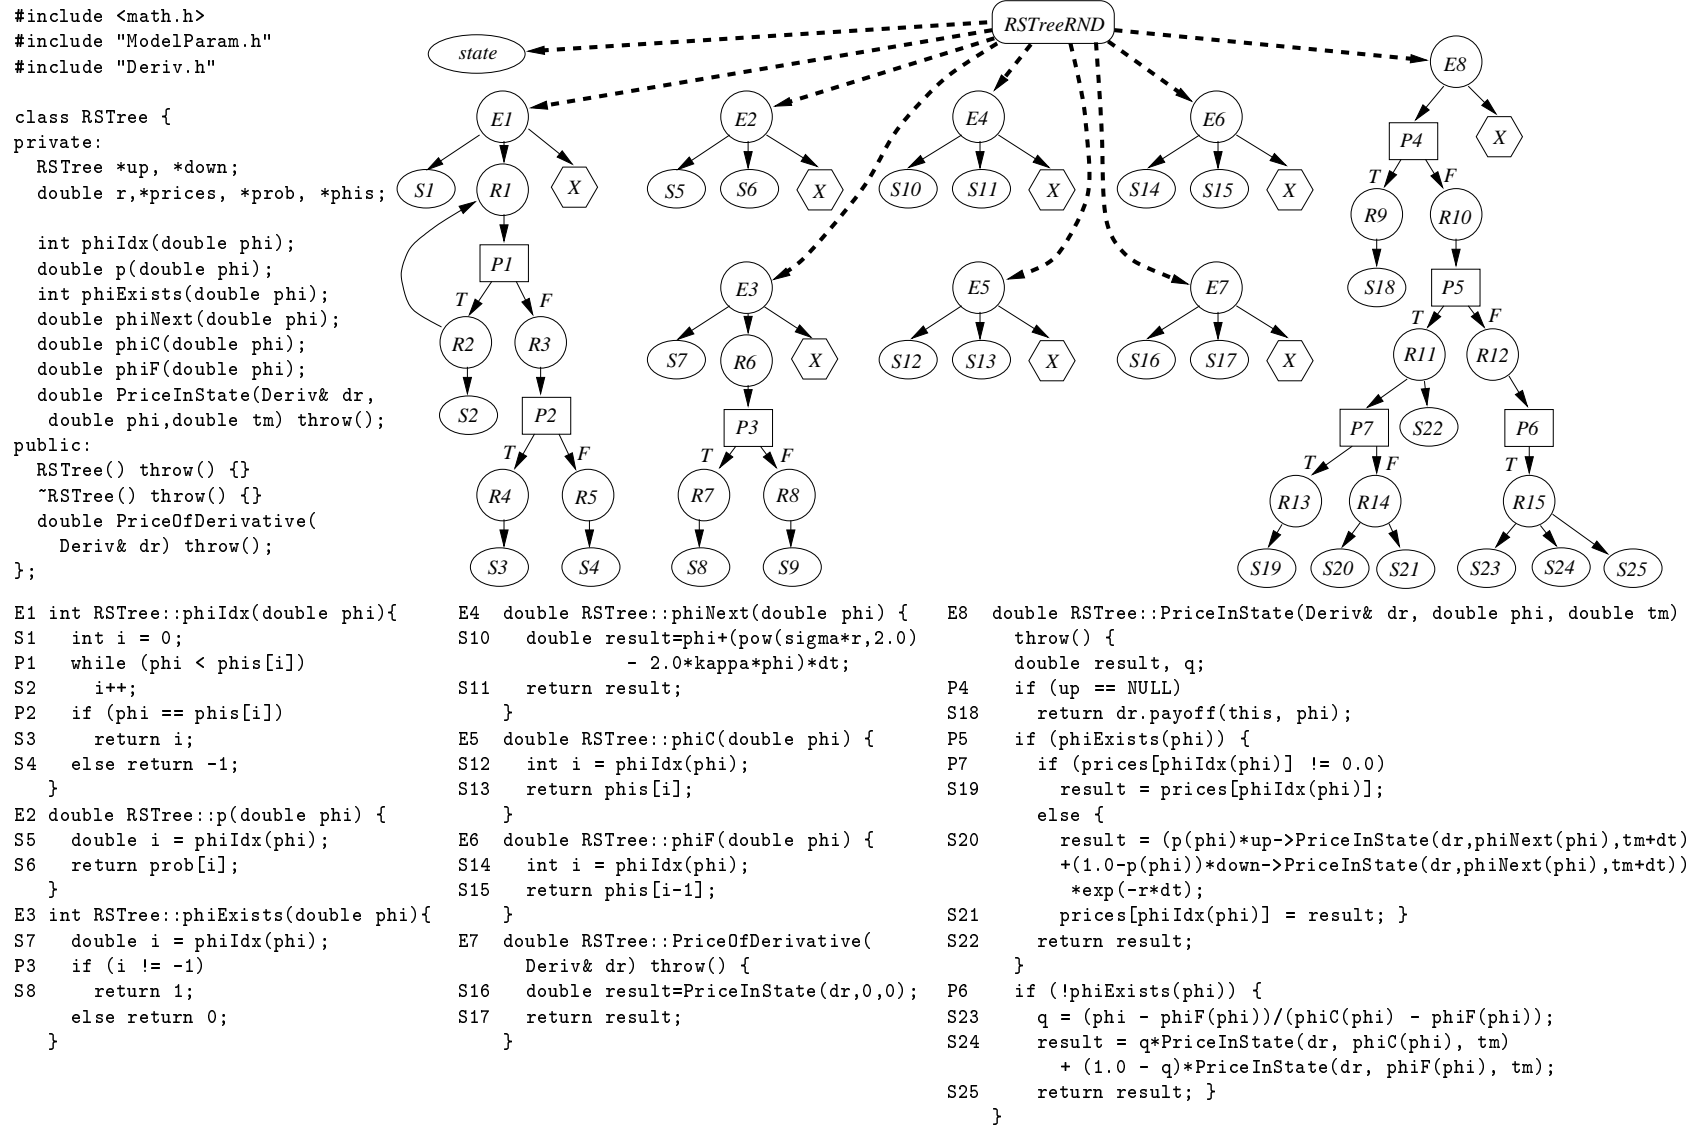 #include <math.h>
#include "ModelParam.h"
#include "Deriv.h"
class RSTree {
private:
RSTree *up, *down;
double r,*prices, *prob, *phis;
int phiIdx(double phi);
double p(double phi);
int phiExists(double phi);
double phiNext(double phi);
double phiC(double phi);
double phiF(double phi);
double PriceInState(Deriv& dr,
double phi,double tm) throw();
public:
RSTree() throw() {}
~RSTree() throw() {}
double PriceOfDerivative(
Deriv& dr) throw();
};
RSTreeRND
state
E8
E1 E2 E4 E6
P4 X
S1 R1 X S5 S6 X S10 S11 X S14 S15 X
T F
R9 R10
P1
S18 P5
T F
E3 E5 E7
T F
R2 R3
S7 R6 X S12 S13 X S16 S17 X
R11 R12
S2 P2
P3
P7 S22 P6
T F
T F
T F T
R4 R5 R7 R8 R13 R14 R15
S3 S4 S8 S9 S19 S20 S21 S23 S24 S25
E1 int RSTree::phiIdx(double phi){
S1 int i = 0;
P1 while (phi < phis[i])
S2 i++;
P2 if (phi == phis[i])
S3 return i;
S4 else return -1;
}
E2 double RSTree::p(double phi) {
S5 double i = phiIdx(phi);
S6 return prob[i];
}
E3 int RSTree::phiExists(double phi){
S7 double i = phiIdx(phi);
P3 if (i != -1)
S8 return 1;
else return 0;
}
E4 double RSTree::phiNext(double phi) {
S10 double result=phi+(pow(sigma*r,2.0)
- 2.0*kappa*phi)*dt;
S11 return result;
}
E5 double RSTree::phiC(double phi) {
S12 int i = phiIdx(phi);
S13 return phis[i];
}
E6 double RSTree::phiF(double phi) {
S14 int i = phiIdx(phi);
S15 return phis[i-1];
}
E7 double RSTree::PriceOfDerivative(
Deriv& dr) throw() {
S16 double result=PriceInState(dr,0,0);
S17 return result;
}
E8 double RSTree::PriceInState(Deriv& dr, double phi, double tm)
throw() {
double result, q;
P4 if (up == NULL)
S18 return dr.payoff(this, phi);
P5 if (phiExists(phi)) {
P7 if (prices[phiIdx(phi)] != 0.0)
S19 result = prices[phiIdx(phi)];
else {
S20 result = (p(phi)*up->PriceInState(dr,phiNext(phi),tm+dt)
+(1.0-p(phi))*down->PriceInState(dr,phiNext(phi),tm+dt))
*exp(-r*dt);
S21 prices[phiIdx(phi)] = result; }
S22 return result;
}
P6 if (!phiExists(phi)) {
S23 q = (phi - phiF(phi))/(phiC(phi) - phiF(phi));
S24 result = q*PriceInState(dr, phiC(phi), tm)
+ (1.0 - q)*PriceInState(dr, phiF(phi), tm);
S25 return result; }
}